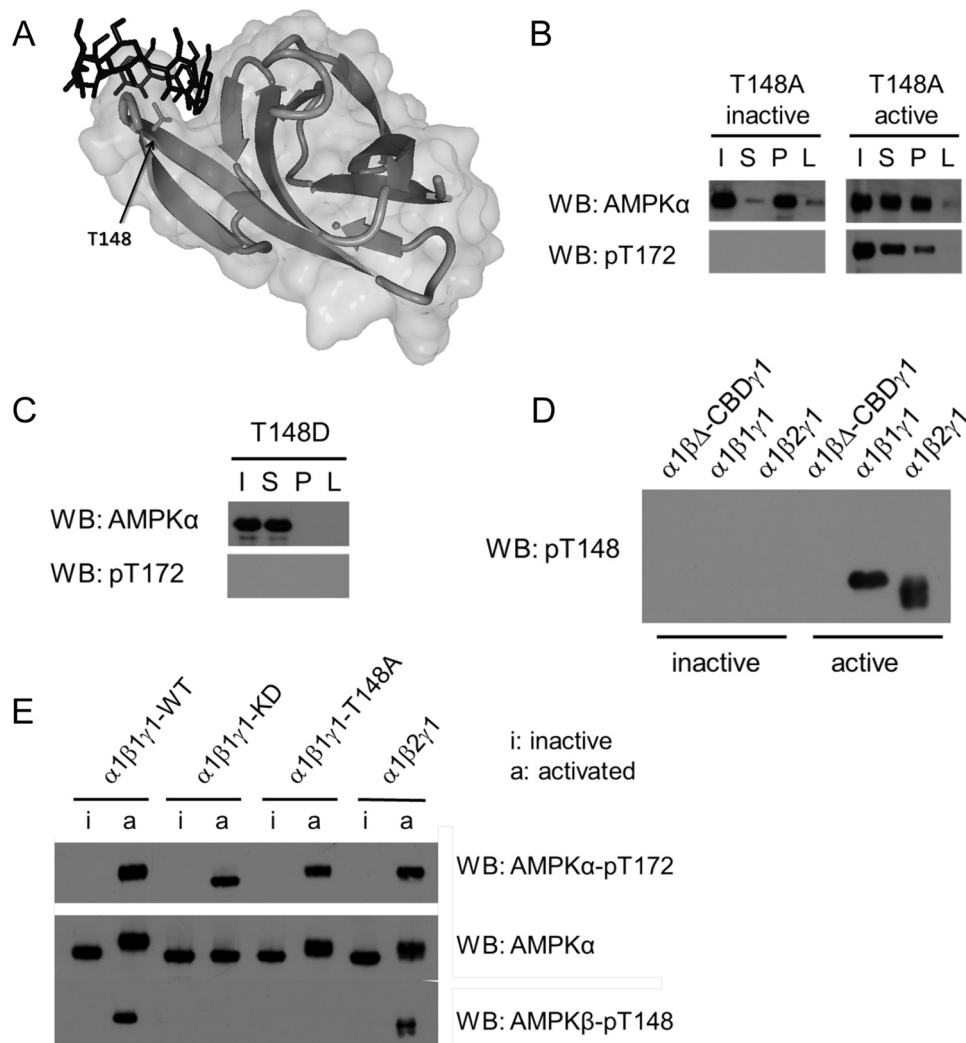 A
T148
B
T148A inactive
T148A active
I S P L
I S P L
WB: AMPKα
WB: pT172
C
T148D
I S P L
WB: AMPKα
WB: pT172
D
α1βΔ-CBDγ1
α1β1γ1
α1β2γ1
α1βΔ-CBDγ1
α1β1γ1
α1β2γ1
WB: pT148
inactive
active
E
α1β1γ1-WT
α1β1γ1-KD
α1β1γ1-T148A
α1β2γ1
i: inactive
a: activated
i a i a i a i a
WB: AMPKα-pT172
WB: AMPKα
WB: AMPKβ-pT148